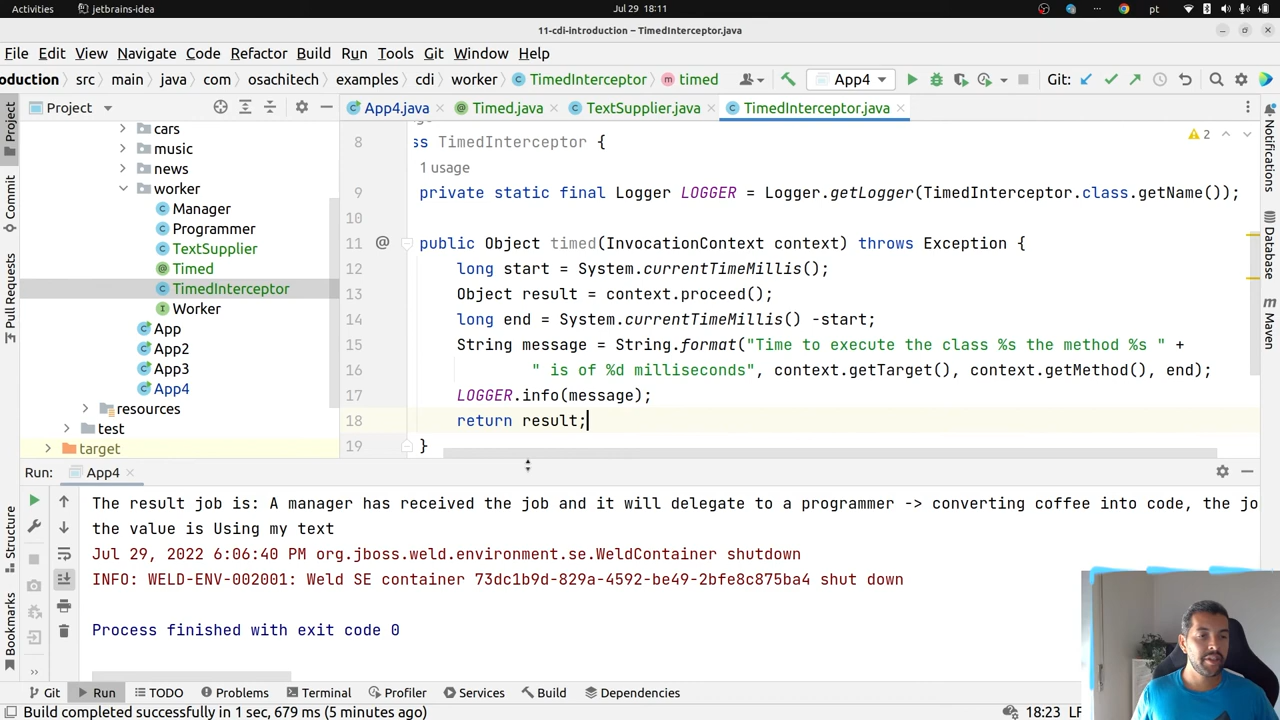 Activities jetbrains-idea Jul 29 18:11 pt
11-cdi-introduction – TimedInterceptor.java
File Edit View Navigate Code Refactor Build Run Tools Git Window Help
oduction src main java com osachitech examples cdi worker TimedInterceptor timed App4 Git:
Project App4.java Timed.java TextSupplier.java TimedInterceptor.java
cars
music
news
worker
Manager
Programmer
TextSupplier
Timed
TimedInterceptor
Worker
App
App2
App3
App4
resources
test
target
Project
Commit
Pull Requests
Structure
Bookmarks
8 ss TimedInterceptor {
1 usage
9 private static final Logger LOGGER = Logger.getLogger(TimedInterceptor.class.getName());
10
11 public Object timed(InvocationContext context) throws Exception {
12 long start = System.currentTimeMillis();
13 Object result = context.proceed();
14 long end = System.currentTimeMillis() -start;
15 String message = String.format("Time to execute the class %s the method %s " +
16 " is of %d milliseconds", context.getTarget(), context.getMethod(), end);
17 LOGGER.info(message);
18 return result;
19 }
2
Notifications
Database
Maven
Run: App4
The result job is: A manager has received the job and it will delegate to a programmer -> converting coffee into code, the jo
the value is Using my text
Jul 29, 2022 6:06:40 PM org.jboss.weld.environment.se.WeldContainer shutdown
INFO: WELD-ENV-002001: Weld SE container 73dc1b9d-829a-4592-be49-2bfe8c875ba4 shut down
Process finished with exit code 0
Git Run TODO Problems Terminal Profiler Services Build Dependencies
Build completed successfully in 1 sec, 679 ms (5 minutes ago) 18:23 LF